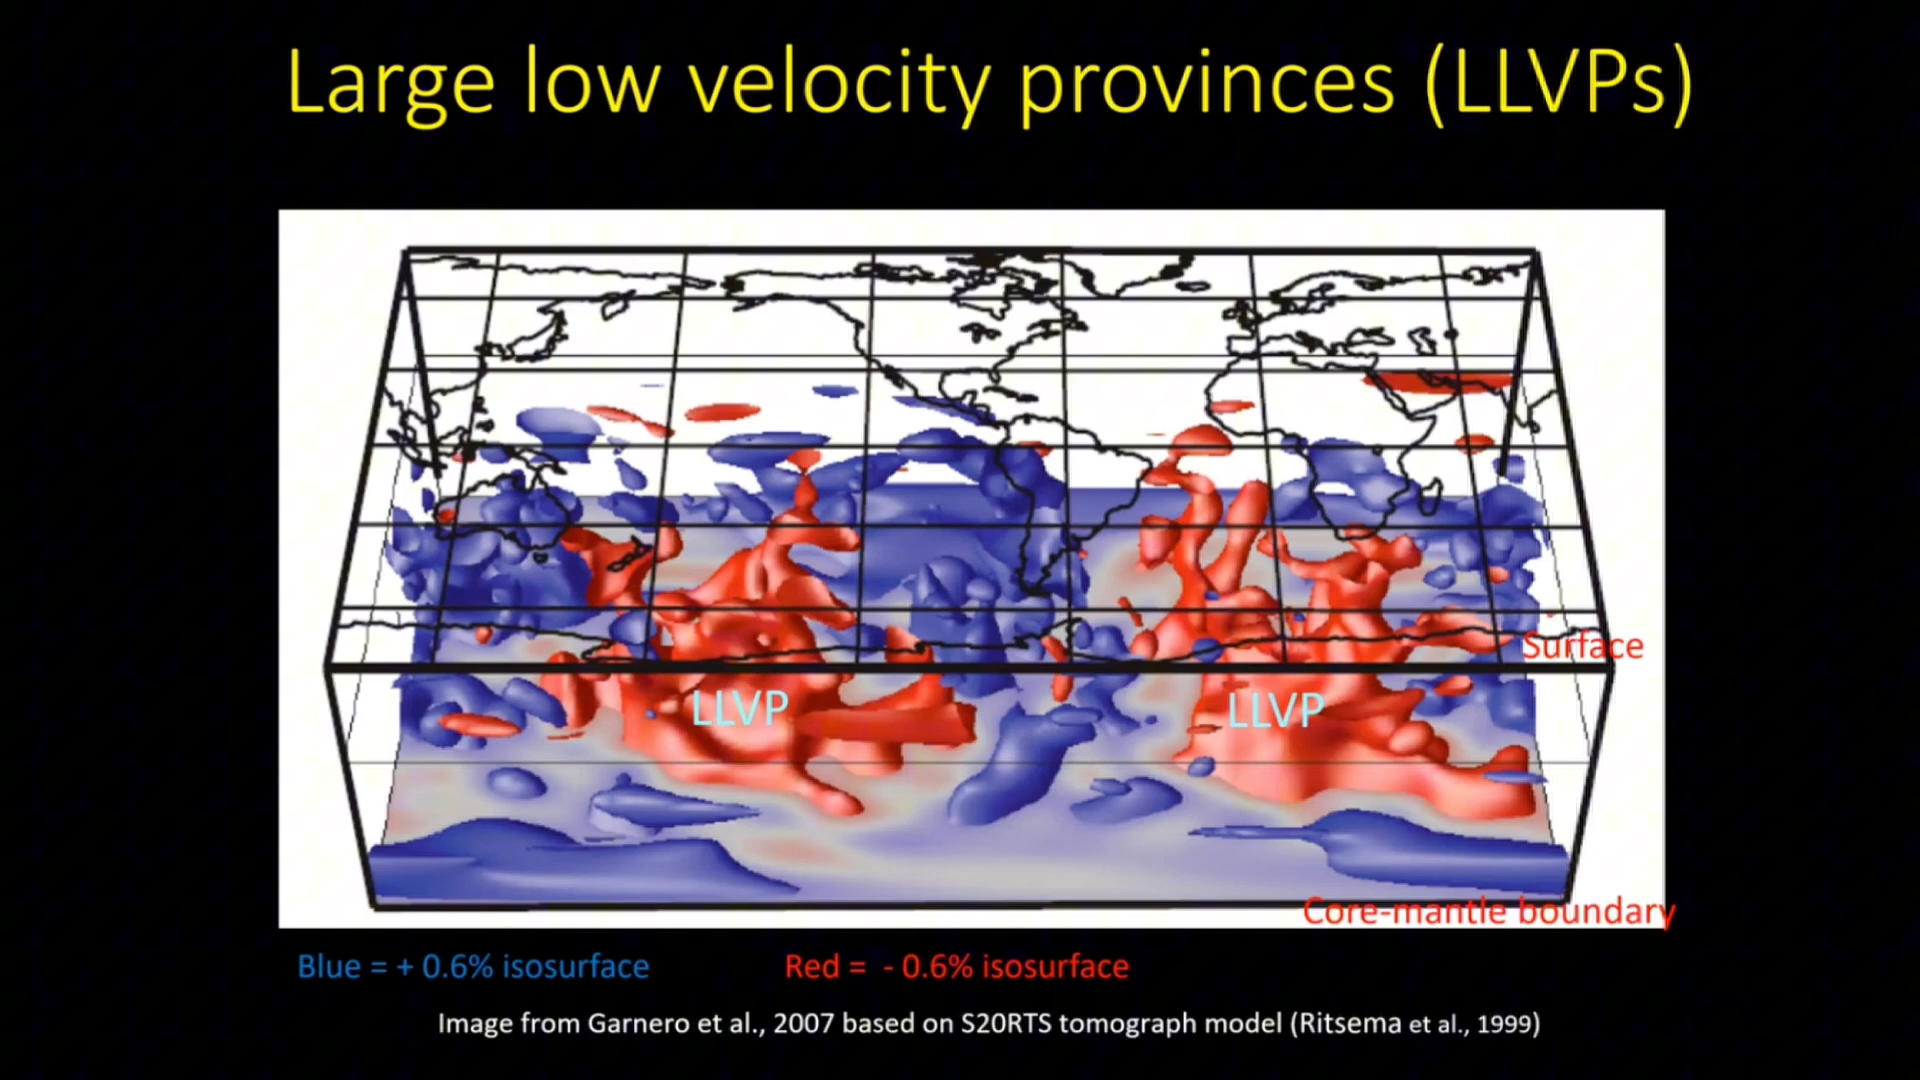 Large low velocity provinces (LLVPs)
Surface
LLVP
LLVP
Core-mantle boundary
Blue = + 0.6% isosurface
Red = - 0.6% isosurface
Image from Garnero et al., 2007 based on S20RTS tomograph model (Ritsema et al., 1999)